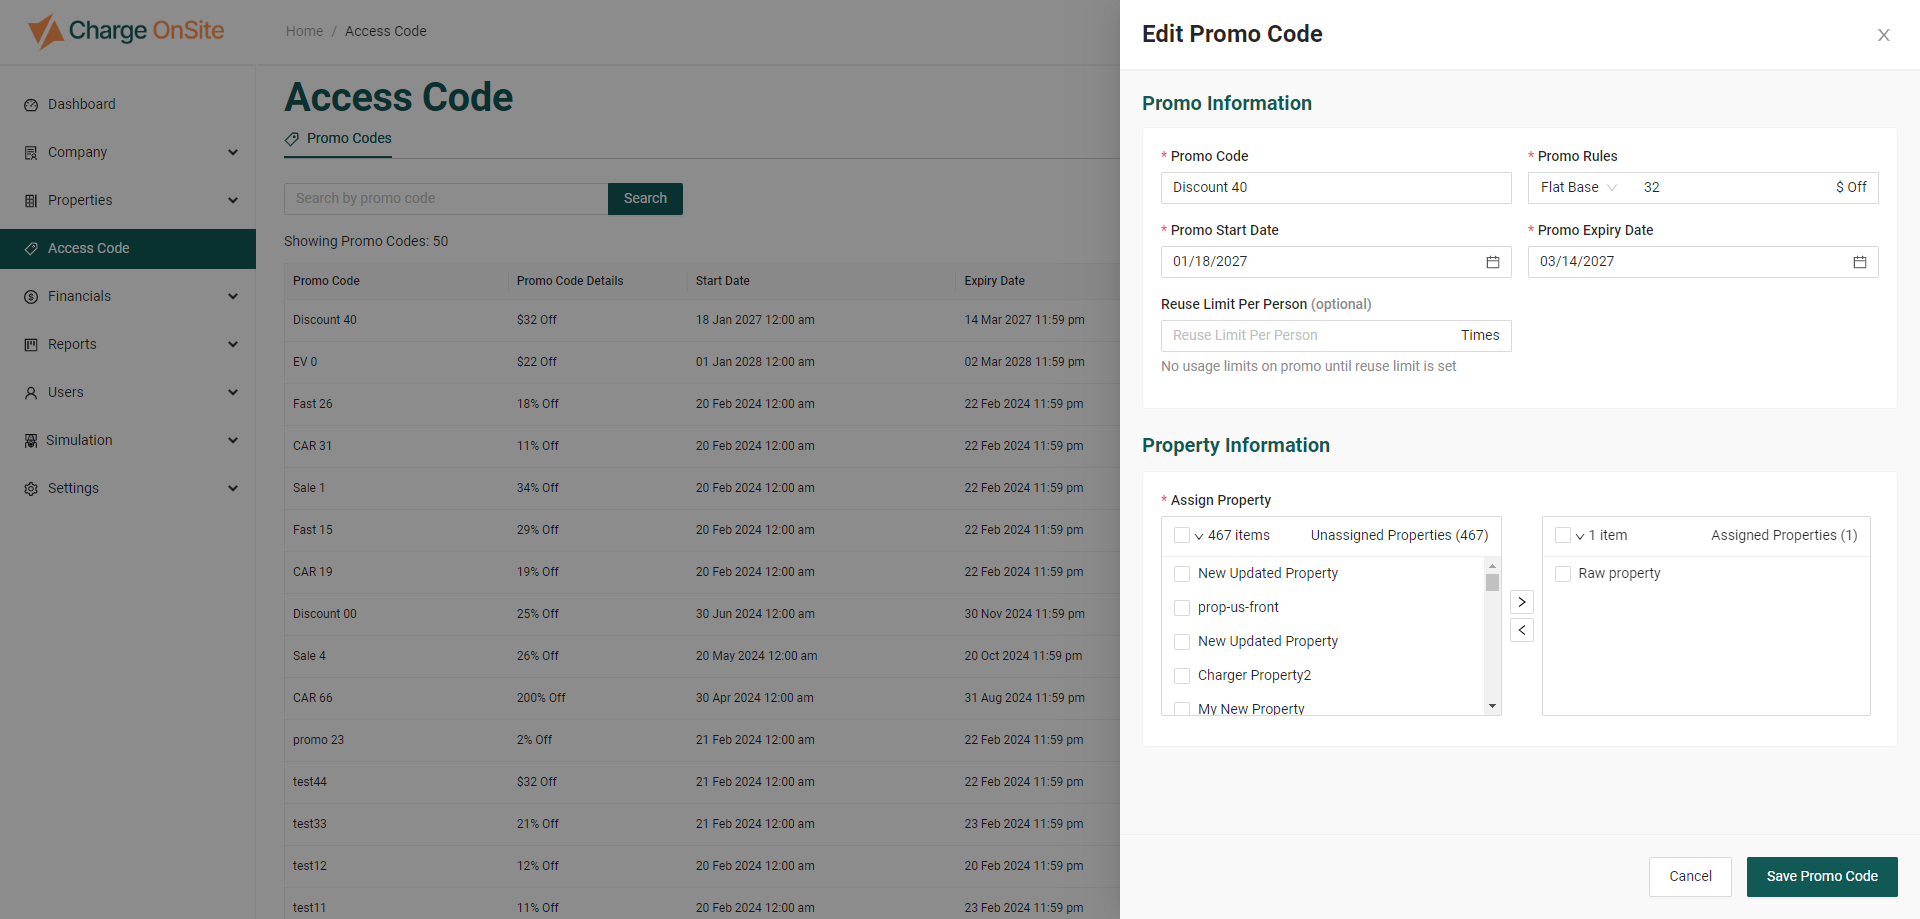 Charge OnSite
Home / Access Code
Dashboard
Company
Properties
Access Code
Financials
Reports
Users
Simulation
Settings
Access Code
Promo Codes
Search by promo code
Search
Showing Promo Codes: 50
Promo Code Promo Code Details Start Date Expiry Date
Discount 40 $32 Off 18 Jan 2027 12:00 am 14 Mar 2027 11:59 pm
EV 0 $22 Off 01 Jan 2028 12:00 am 02 Mar 2028 11:59 pm
Fast 26 18% Off 20 Feb 2024 12:00 am 22 Feb 2024 11:59 pm
CAR 31 11% Off 20 Feb 2024 12:00 am 22 Feb 2024 11:59 pm
Sale 1 34% Off 20 Feb 2024 12:00 am 22 Feb 2024 11:59 pm
Fast 15 29% Off 20 Feb 2024 12:00 am 22 Feb 2024 11:59 pm
CAR 19 19% Off 20 Feb 2024 12:00 am 22 Feb 2024 11:59 pm
Discount 00 25% Off 30 Jun 2024 12:00 am 30 Nov 2024 11:59 pm
Sale 4 26% Off 20 May 2024 12:00 am 20 Oct 2024 11:59 pm
CAR 66 200% Off 30 Apr 2024 12:00 am 31 Aug 2024 11:59 pm
promo 23 2% Off 21 Feb 2024 12:00 am 22 Feb 2024 11:59 pm
test44 $32 Off 21 Feb 2024 12:00 am 22 Feb 2024 11:59 pm
test33 21% Off 21 Feb 2024 12:00 am 23 Feb 2024 11:59 pm
test12 12% Off 20 Feb 2024 12:00 am 20 Feb 2024 11:59 pm
test11 11% Off 20 Feb 2024 12:00 am 23 Feb 2024 11:59 pm
Edit Promo Code
Promo Information
* Promo Code
Discount 40
* Promo Rules
Flat Base 32 $ Off
* Promo Start Date
01/18/2027
* Promo Expiry Date
03/14/2027
Reuse Limit Per Person (optional)
Reuse Limit Per Person Times
No usage limits on promo until reuse limit is set
Property Information
* Assign Property
467 items Unassigned Properties (467)
New Updated Property
prop-us-front
New Updated Property
Charger Property2
My New Property
1 item Assigned Properties (1)
Raw property
Cancel
Save Promo Code